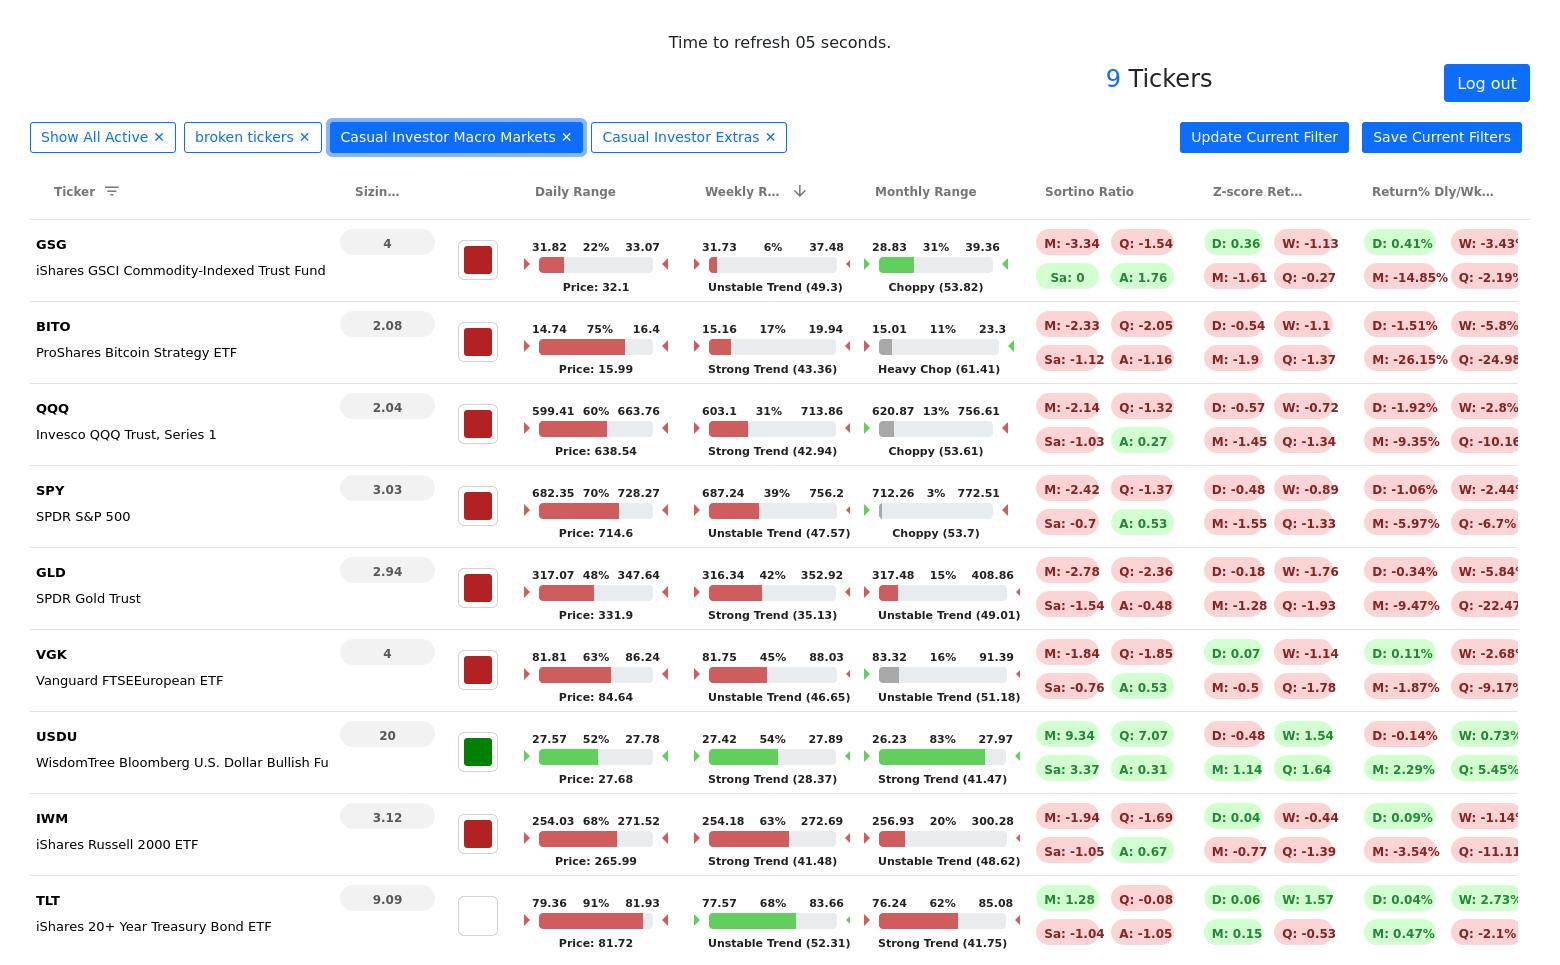 Time to refresh 05 seconds.
9 Tickers
Log out
Show All Active ✕ broken tickers ✕ Casual Investor Macro Markets ✕ Casual Investor Extras ✕ Update Current Filter Save Current Filters
Ticker Sizin... Daily Range Weekly R... Monthly Range Sortino Ratio Z-score Ret... Return% Dly/Wk...
GSG 4 31.82 22% 33.07 31.73 6% 37.48 28.83 31% 39.36 M: -3.34 Q: -1.54 D: 0.36 W: -1.13 D: 0.41% W: -3.43%
iShares GSCI Commodity-Indexed Trust Fund Sa: 0 A: 1.76 M: -1.61 Q: -0.27 M: -14.85% Q: -2.19%
Price: 32.1 Unstable Trend (49.3) Choppy (53.82)
BITO 2.08 14.74 75% 16.4 15.16 17% 19.94 15.01 11% 23.3 M: -2.33 Q: -2.05 D: -0.54 W: -1.1 D: -1.51% W: -5.8%
ProShares Bitcoin Strategy ETF Sa: -1.12 A: -1.16 M: -1.9 Q: -1.37 M: -26.15% Q: -24.98
Price: 15.99 Strong Trend (43.36) Heavy Chop (61.41)
QQQ 2.04 599.41 60% 663.76 603.1 31% 713.86 620.87 13% 756.61 M: -2.14 Q: -1.32 D: -0.57 W: -0.72 D: -1.92% W: -2.8%
Invesco QQQ Trust, Series 1 Sa: -1.03 A: 0.27 M: -1.45 Q: -1.34 M: -9.35% Q: -10.16
Price: 638.54 Strong Trend (42.94) Choppy (53.61)
SPY 3.03 682.35 70% 728.27 687.24 39% 756.2 712.26 3% 772.51 M: -2.42 Q: -1.37 D: -0.48 W: -0.89 D: -1.06% W: -2.44%
SPDR S&P 500 Sa: -0.7 A: 0.53 M: -1.55 Q: -1.33 M: -5.97% Q: -6.7%
Price: 714.6 Unstable Trend (47.57) Choppy (53.7)
GLD 2.94 317.07 48% 347.64 316.34 42% 352.92 317.48 15% 408.86 M: -2.78 Q: -2.36 D: -0.18 W: -1.76 D: -0.34% W: -5.84%
SPDR Gold Trust Sa: -1.54 A: -0.48 M: -1.28 Q: -1.93 M: -9.47% Q: -22.47
Price: 331.9 Strong Trend (35.13) Unstable Trend (49.01)
VGK 4 81.81 63% 86.24 81.75 45% 88.03 83.32 16% 91.39 M: -1.84 Q: -1.85 D: 0.07 W: -1.14 D: 0.11% W: -2.68%
Vanguard FTSEEuropean ETF Sa: -0.76 A: 0.53 M: -0.5 Q: -1.78 M: -1.87% Q: -9.17%
Price: 84.64 Unstable Trend (46.65) Unstable Trend (51.18)
USDU 20 27.57 52% 27.78 27.42 54% 27.89 26.23 83% 27.97 M: 9.34 Q: 7.07 D: -0.48 W: 1.54 D: -0.14% W: 0.73%
WisdomTree Bloomberg U.S. Dollar Bullish Fu Sa: 3.37 A: 0.31 M: 1.14 Q: 1.64 M: 2.29% Q: 5.45%
Price: 27.68 Strong Trend (28.37) Strong Trend (41.47)
IWM 3.12 254.03 68% 271.52 254.18 63% 272.69 256.93 20% 300.28 M: -1.94 Q: -1.69 D: 0.04 W: -0.44 D: 0.09% W: -1.14%
iShares Russell 2000 ETF Sa: -1.05 A: 0.67 M: -0.77 Q: -1.39 M: -3.54% Q: -11.11
Price: 265.99 Strong Trend (41.48) Unstable Trend (48.62)
TLT 9.09 79.36 91% 81.93 77.57 68% 83.66 76.24 62% 85.08 M: 1.28 Q: -0.08 D: 0.06 W: 1.57 D: 0.04% W: 2.73%
iShares 20+ Year Treasury Bond ETF Sa: -1.04 A: -1.05 M: 0.15 Q: -0.53 M: 0.47% Q: -2.1%
Price: 81.72 Unstable Trend (52.31) Strong Trend (41.75)